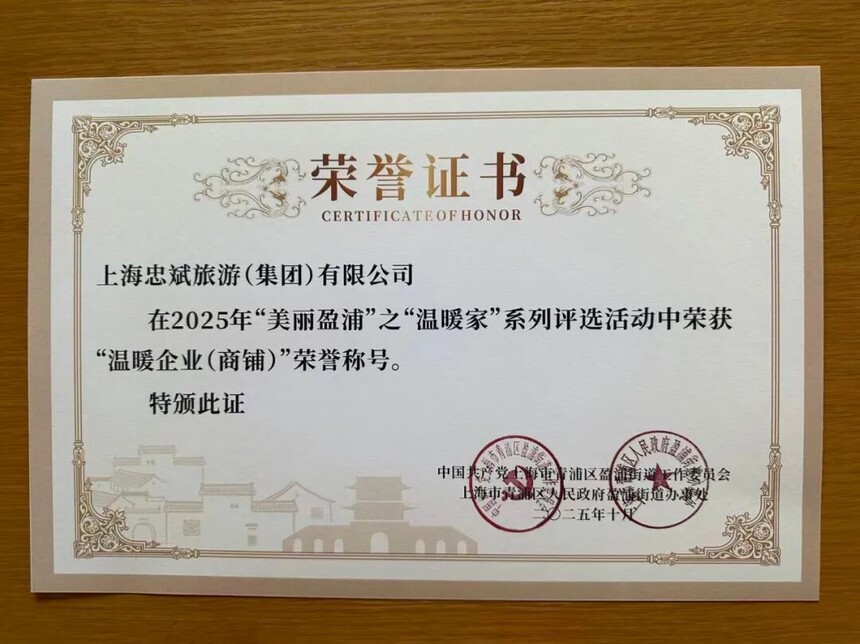 荣誉证书
CERTIFICATE OF HONOR
上海忠斌旅游（集团）有限公司
在2025年“美丽盈浦”之“温暖家”系列评选活动中荣获
“温暖企业（商铺）”荣誉称号。
特颁此证
中国共产党上海市青浦区盈浦街道工作委员会
上海市青浦区人民政府盈浦街道办事处
二〇二五年十月